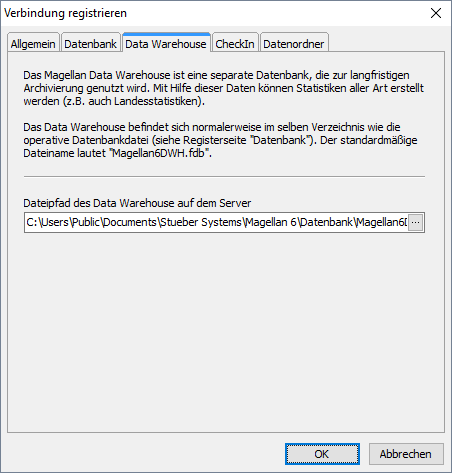 Verbindung registrieren
Allgemein Datenbank Data Warehouse CheckIn Datenordner
Das Magellan Data Warehouse ist eine separate Datenbank, die zur langfristigen
Archivierung genutzt wird. Mit Hilfe dieser Daten können Statistiken aller Art erstellt
werden (z.B. auch Landesstatistiken).
Das Data Warehouse befindet sich normalerweise im selben Verzeichnis wie die
operative Datenbankdatei (siehe Registerseite "Datenbank"). Der standardmäßige
Dateiname lautet "Magellan6DWH.fdb".
Dateipfad des Data Warehouse auf dem Server
C:\Users\Public\Documents\Stueber Systems\Magellan 6\Datenbank\Magellan6D ...
OK Abbrechen